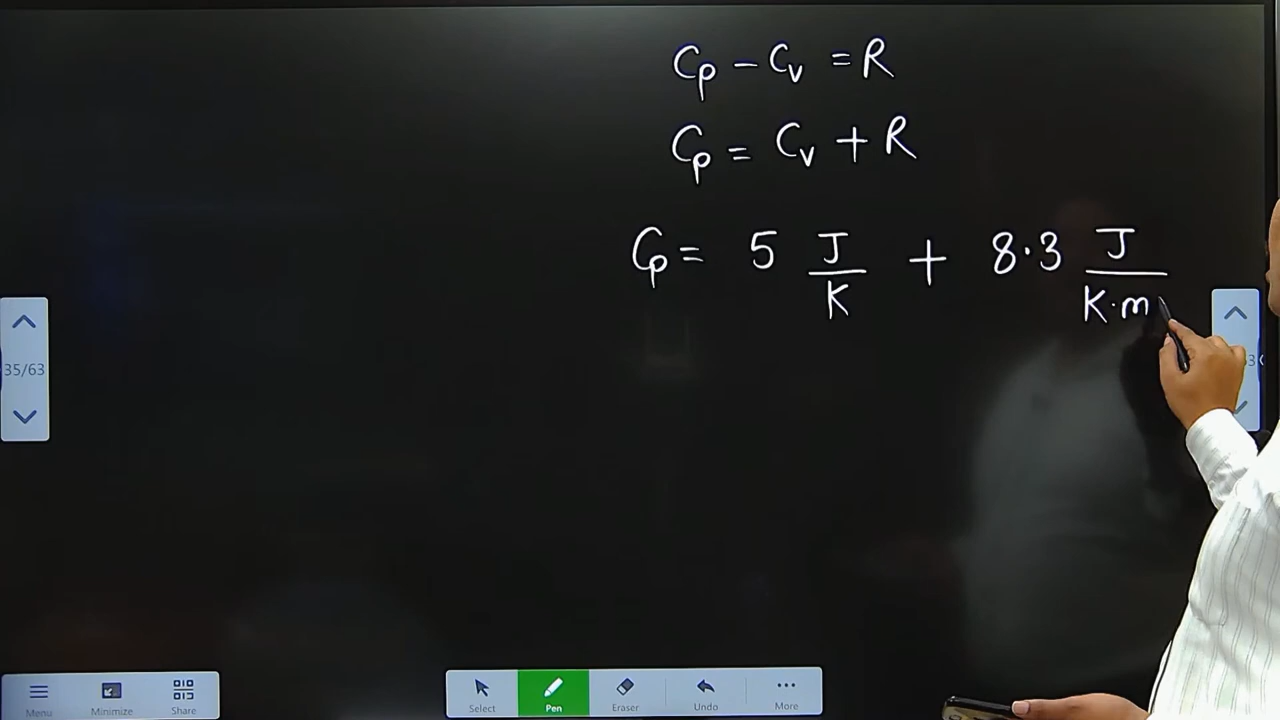 Cp - Cv = R
Cp = Cv + R
Cp = 5 J/K + 8.3 J/K·m
35/63
Menu Minimize Share Select Pen Eraser Undo More